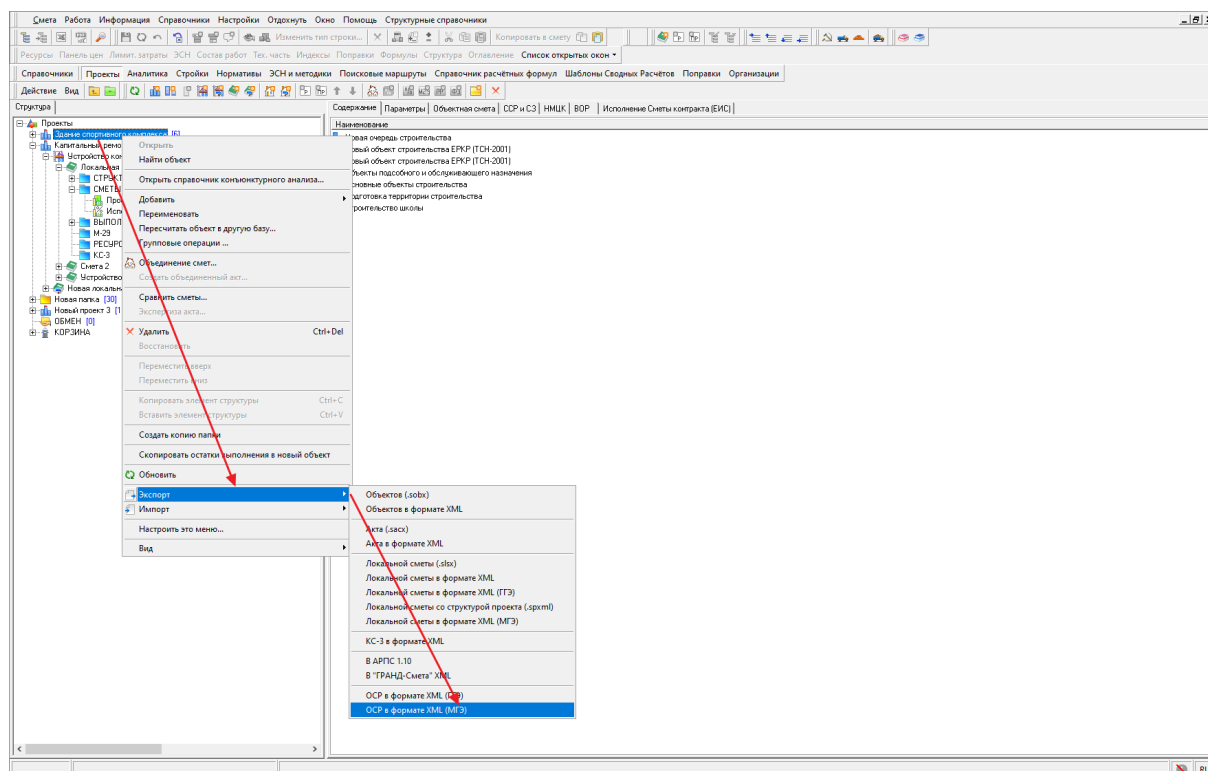 Смета Работа Информация Справочники Настройки Отдохнуть Окно Помощь Структурные справочники
Изменить тип строки... Копировать в смету
Ресурсы Панель цен Лимит. затраты ЭСН Состав работ Тех. часть Индексы Поправки Формулы Структура Оглавление Список открытых окон
Справочники Проекты Аналитика Стройки Нормативы ЭСН и методики Поисковые маршруты Справочник расчётных формул Шаблоны Сводных Расчётов Поправки Организации
Действие Вид
Структура
Содержание Параметры Объектная смета ССР и СЗ НМЦК ВОР Исполнение Сметы контракта (ЕИС)
Проекты
Здание спортивного комплекса [6]
Капитальный ремо
Устройство кон
Локальная
СТРУКТ
СМЕТЫ
Про
Испо
ВЫПОЛ
М-29
РЕСУРС
КС-3
Смета 2
Устройство
Новая локальн
Новая папка [30]
Новый проект 3 [1
ОБМЕН [0]
КОРЗИНА
Наименование
овая очередь строительства
овый объект строительства ЕРКР (ТСН-2001)
овый объект строительства ЕРКР (ТСН-2001)
бъекты подсобного и обслуживающего назначения
сновные объекты строительства
одготовка территории строительства
троительство школы
Открыть
Найти объект
Открыть справочник конъюнктурного анализа...
Добавить
Переименовать
Пересчитать объект в другую базу...
Групповые операции ...
Объединение смет...
Создать объединенный акт...
Сравнить сметы...
Экспертиза акта...
Удалить Ctrl+Del
Восстановить
Переместить вверх
Переместить вниз
Копировать элемент структуры Ctrl+C
Вставить элемент структуры Ctrl+V
Создать копию папки
Скопировать остатки выполнения в новый объект
Обновить
Экспорт
Импорт
Настроить это меню...
Вид
Объектов (.sobx)
Объектов в формате XML
Акта (.sacx)
Акта в формате XML
Локальной сметы (.slsx)
Локальной сметы в формате XML
Локальной сметы в формате XML (ГГЭ)
Локальной сметы со структурой проекта (.spxml)
Локальной сметы в формате XML (МГЭ)
КС-3 в формате XML
В АРПС 1.10
В "ГРАНД-Смета" XML
ОСР в формате XML (ГГЭ)
ОСР в формате XML (МГЭ)